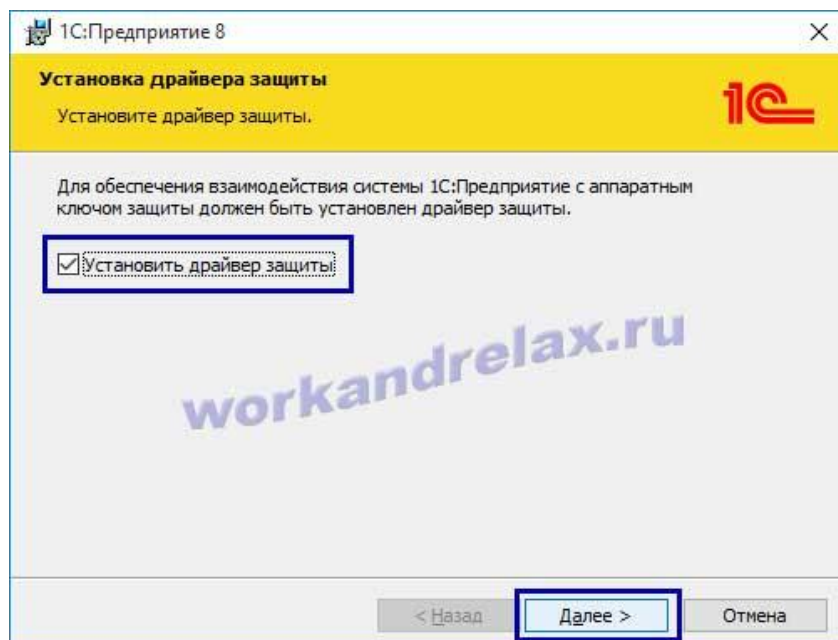 1С:Предприятие 8
Установка драйвера защиты
Установите драйвер защиты.
1С
Для обеспечения взаимодействия системы 1С:Предприятие с аппаратным
ключом защиты должен быть установлен драйвер защиты.
Установить драйвер защиты
workandrelax.ru
< Назад
Далее >
Отмена